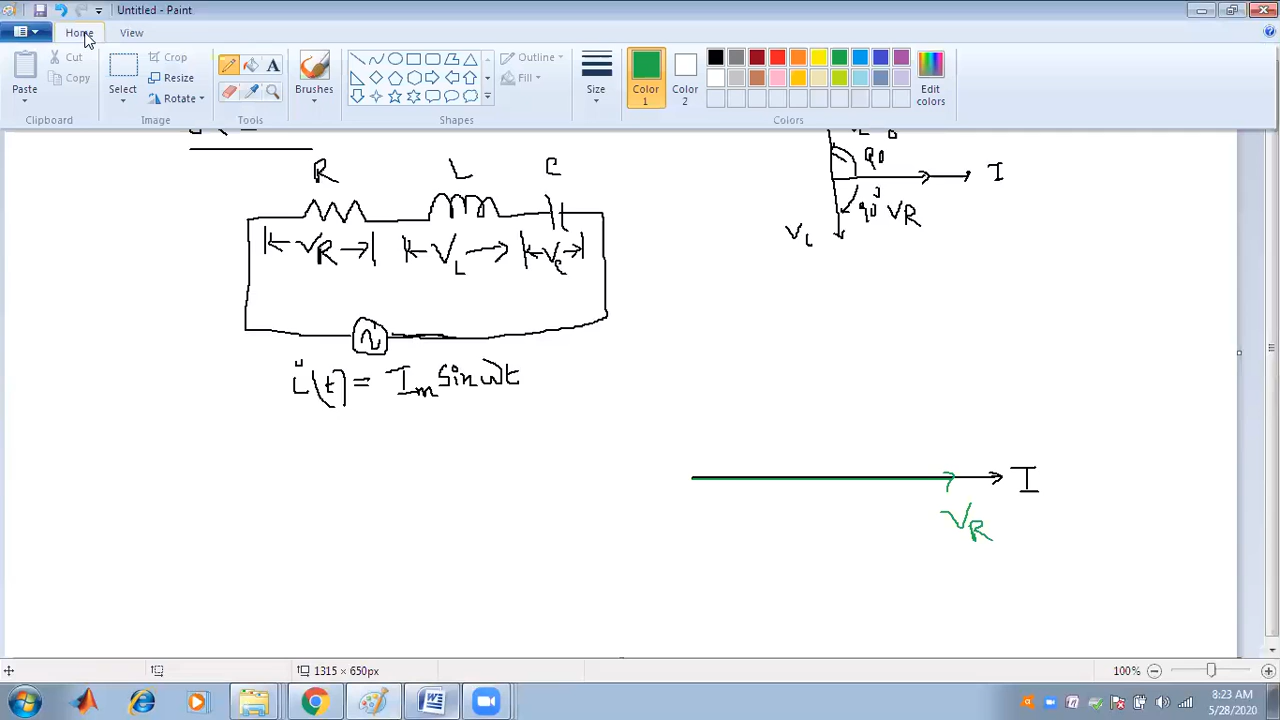 Untitled - Paint
Home
View
Paste
Cut
Copy
Clipboard
Select
Crop
Resize
Rotate
Image
A
Tools
Brushes
Outline
Fill
Shapes
Size
Color 1
Color 2
Edit colors
Colors
R
L
C
VR
VL
VC
i(t) = Im Sin ωt
90
I
90°
VR
I
VR
1315 × 650px
100%
8:23 AM
5/28/2020